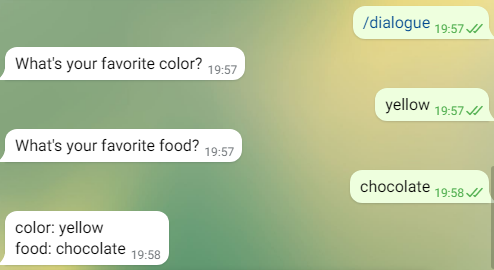 /dialogue 19:57
What's your favorite color? 19:57
yellow 19:57
What's your favorite food? 19:57
chocolate 19:58
color: yellow
food: chocolate 19:58